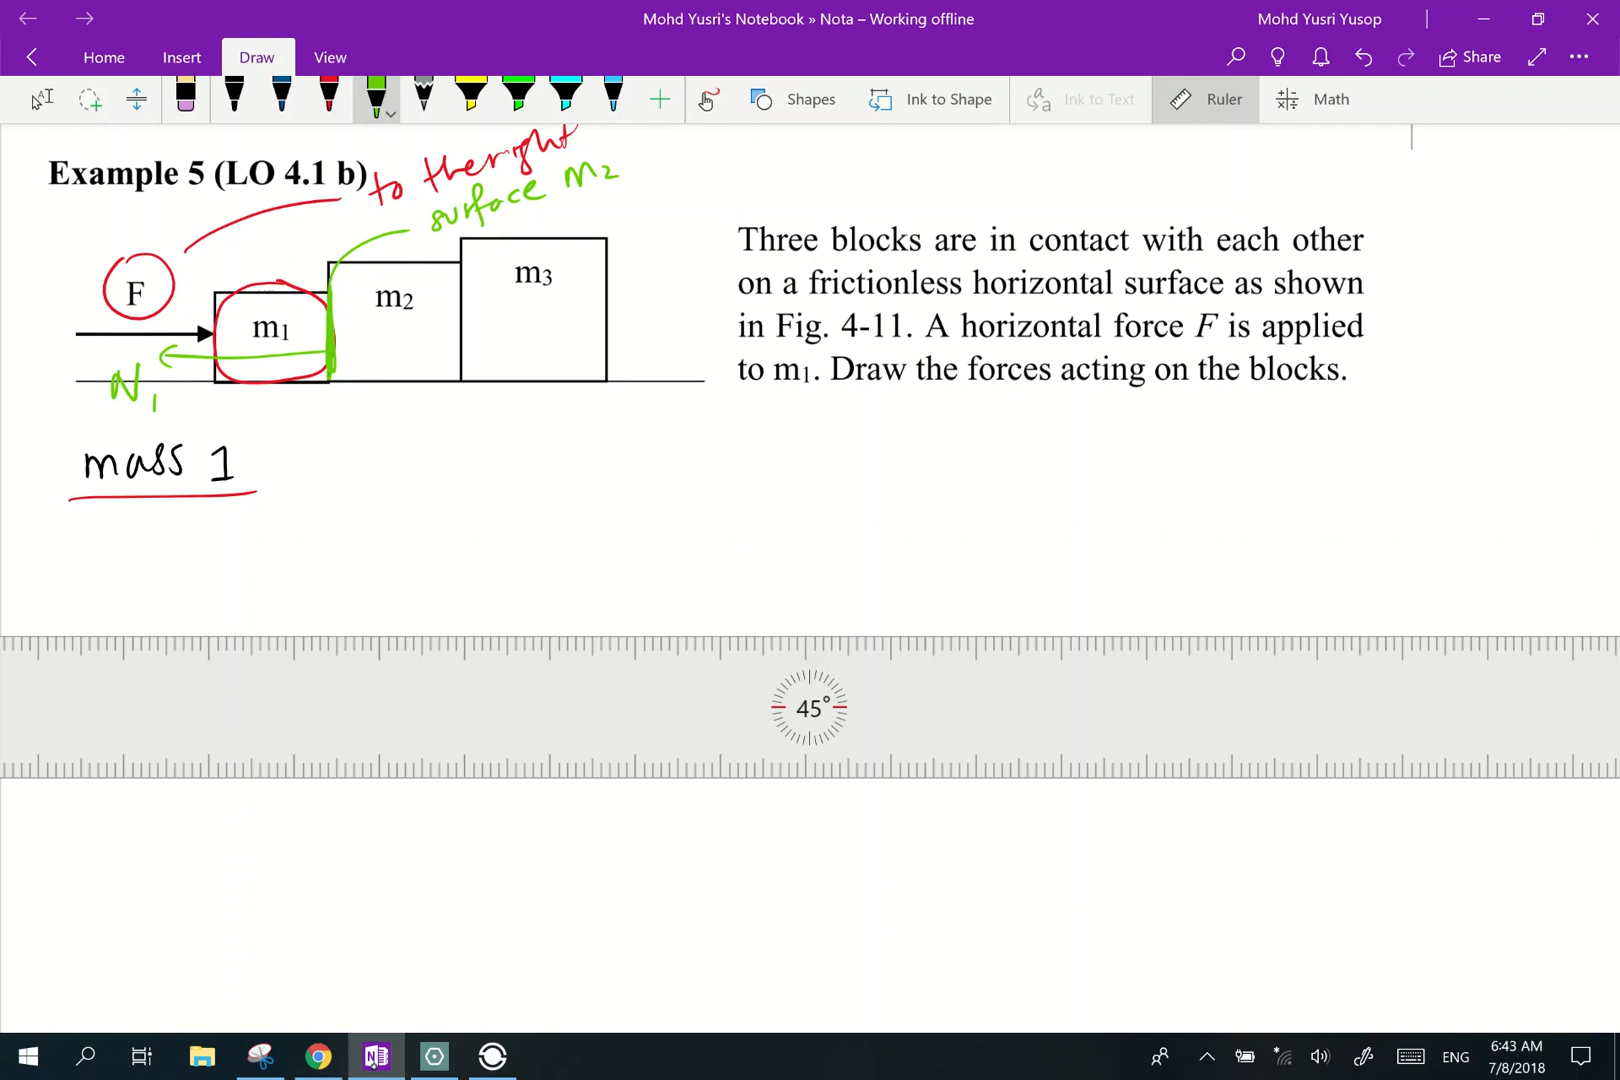 Mohd Yusri's Notebook » Nota – Working offline
Mohd Yusri Yusop
Home Insert Draw View
Share
Shapes
Ink to Shape
Ink to Text
Ruler
Math
to the right
Example 5 (LO 4.1 b)
surface m2
F
m1
m2
m3
N1
Three blocks are in contact with each other
on a frictionless horizontal surface as shown
in Fig. 4-11. A horizontal force F is applied
to m1. Draw the forces acting on the blocks.
mass 1
45°
ENG
6:43 AM
7/8/2018